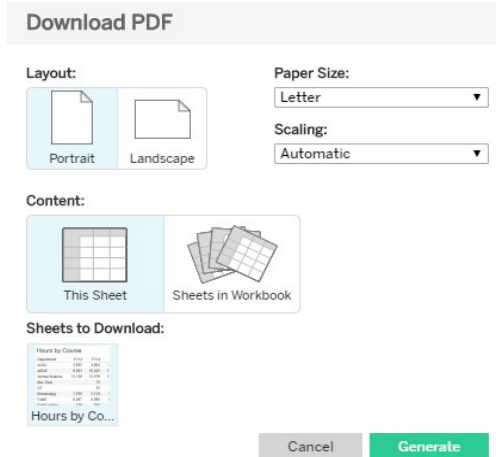 Download PDF
Layout:
Paper Size:
Letter
Scaling:
Portrait
Landscape
Automatic
Content:
This Sheet
Sheets in Workbook
Sheets to Download:
Hours by Course
Hours by Co...
Cancel
Generate